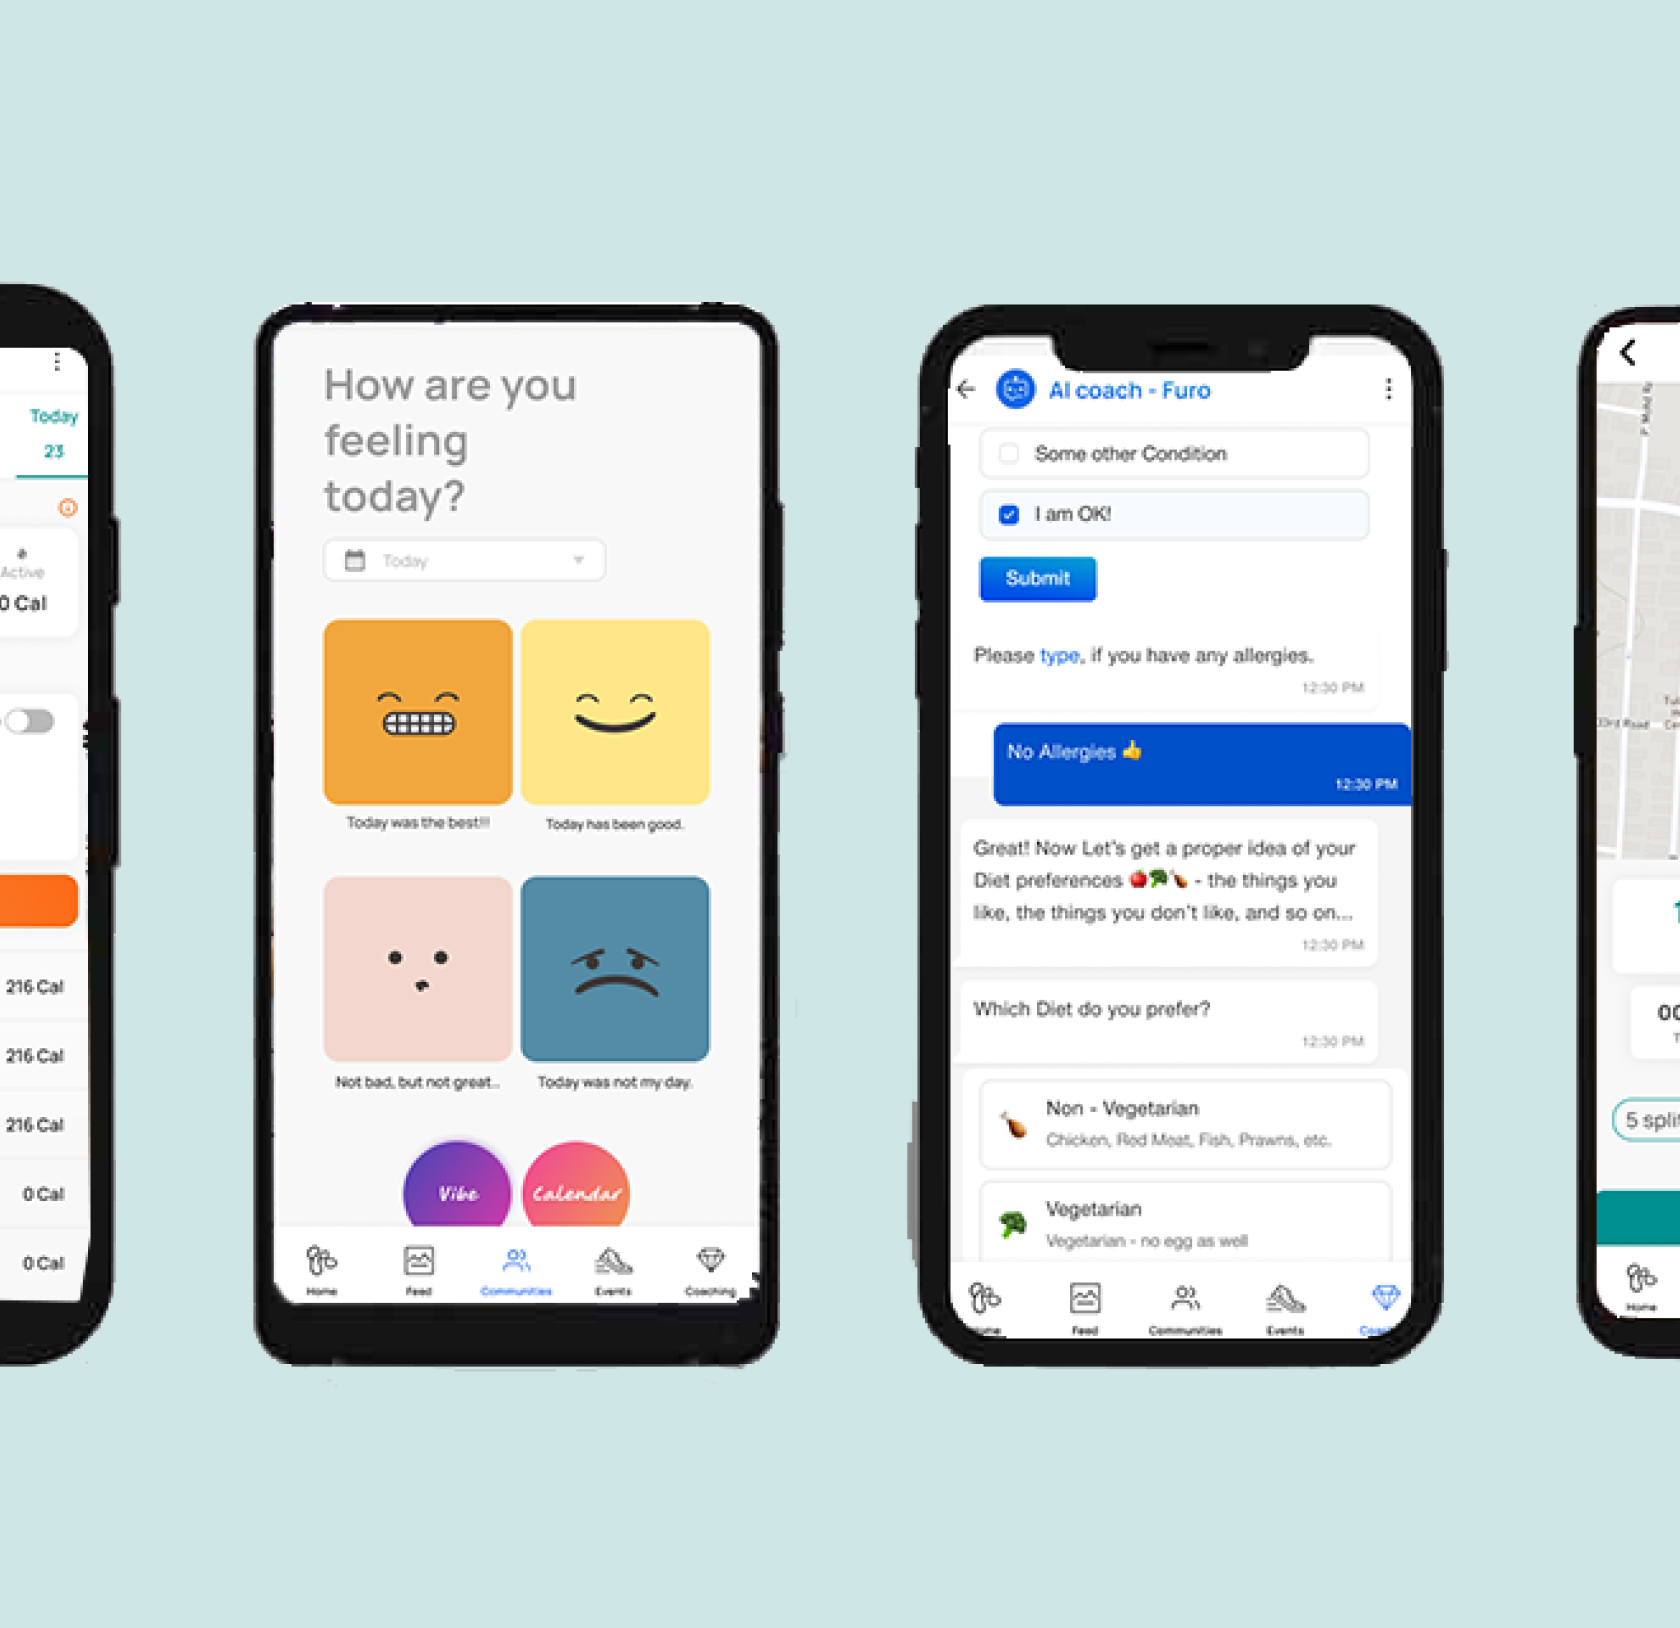 Today
23
Active
0 Cal
216 Cal
216 Cal
216 Cal
0 Cal
0 Cal
How are you
feeling
today?
Today
Today was the best!!!
Today has been good.
Not bad, but not great..
Today was not my day.
Vibe
Calendar
Home
Feed
Communities
Events
Coaching
AI coach - Furo
Some other Condition
I am OK!
Submit
Please type, if you have any allergies.
12:30 PM
No Allergies 👍
12:30 PM
Great! Now Let's get a proper idea of your
Diet preferences 🍅🥦🍗 - the things you
like, the things you don't like, and so on...
12:30 PM
Which Diet do you prefer?
12:30 PM
Non - Vegetarian
Chicken, Red Meat, Fish, Prawns, etc.
Vegetarian
Vegetarian - no egg as well
Home
Feed
Communities
Events
33rd Road
5
Home